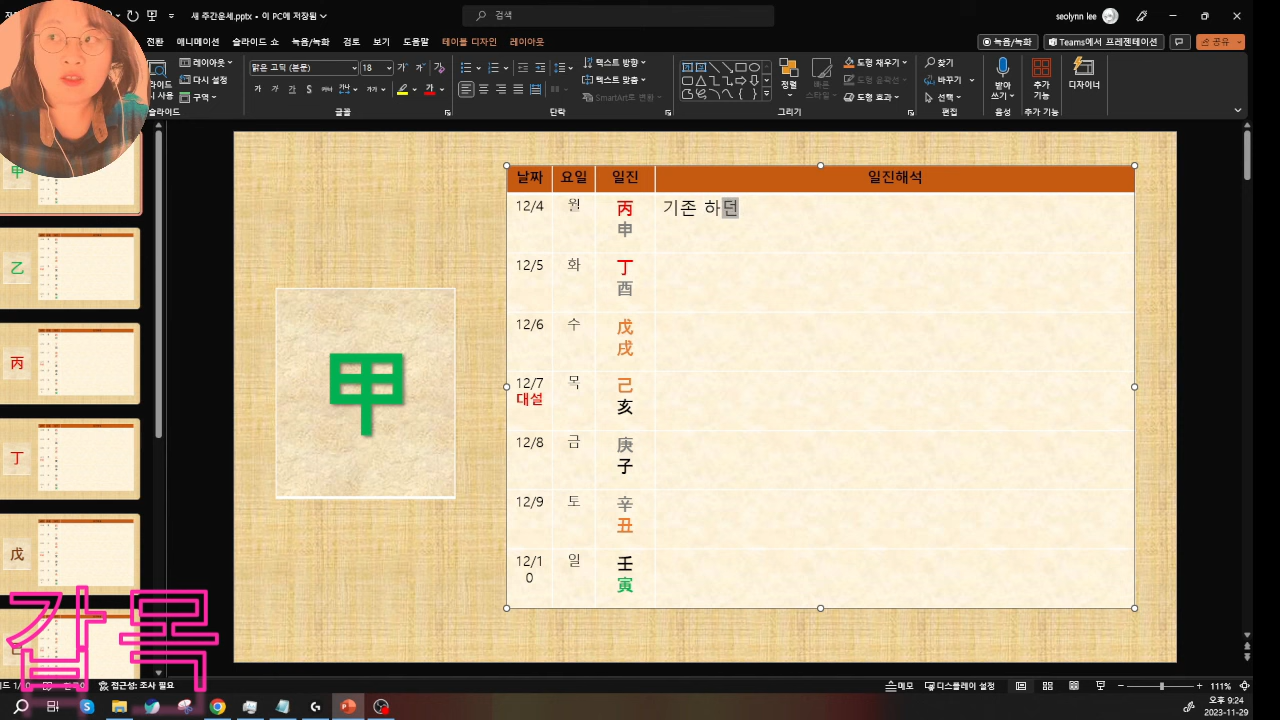 새 주간운세.pptx • 이 PC에 저장됨
검색
seolynn lee
전환 애니메이션 슬라이드 쇼 녹음/녹화 검토 보기 도움말 테이블 디자인 레이아웃
녹음/녹화 Teams에서 프레젠테이션 공유
레이아웃
다시 설정
구역
맑은 고딕 (본문) 18
텍스트 방향
텍스트 맞춤
SmartArt로 변환
정렬
빠른 스타일
도형 채우기
도형 윤곽선
도형 효과
찾기
바꾸기
선택
받아쓰기
추가 기능
디자이너
슬라이드 글꼴 단락 그리기 편집 음성 추가 기능
날짜 요일 일진 일진해석
12/4 월 丙申 기존 하던
12/5 화 丁酉
12/6 수 戊戌
12/7 대설 목 己亥
12/8 금 庚子
12/9 토 辛丑
12/10 일 壬寅
甲
甲
乙
丙
丁
戊
갑목
접근성: 조사 필요
메모 디스플레이 설정 111%
오후 9:24
2023-11-29